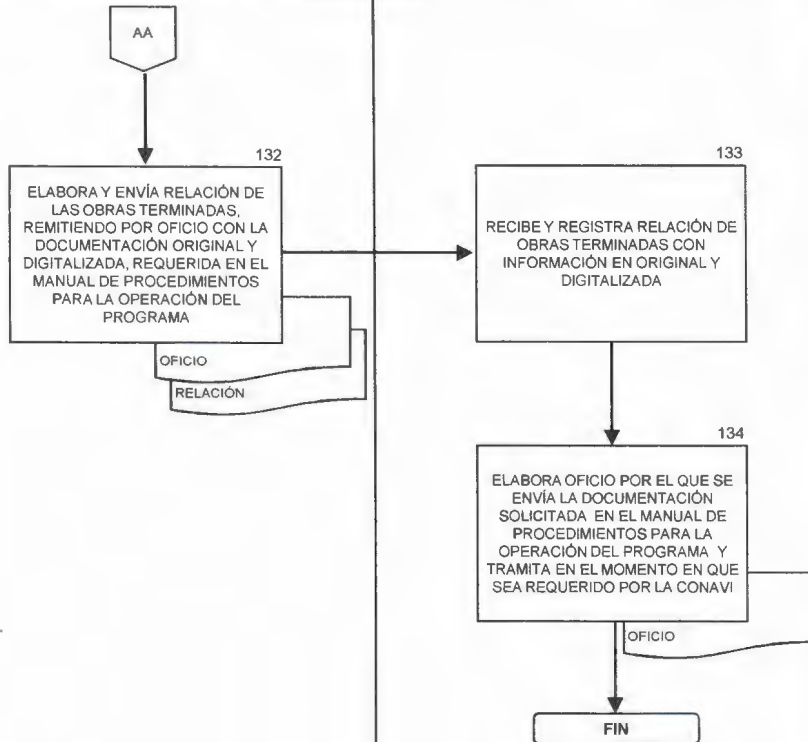 AA
132
ELABORA Y ENVÍA RELACIÓN DE
LAS OBRAS TERMINADAS,
REMITIENDO POR OFICIO CON LA
DOCUMENTACIÓN ORIGINAL Y
DIGITALIZADA, REQUERIDA EN EL
MANUAL DE PROCEDIMIENTOS
PARA LA OPERACIÓN DEL
PROGRAMA
OFICIO
RELACIÓN
133
RECIBE Y REGISTRA RELACIÓN DE
OBRAS TERMINADAS CON
INFORMACIÓN EN ORIGINAL Y
DIGITALIZADA
134
ELABORA OFICIO POR EL QUE SE
ENVÍA LA DOCUMENTACIÓN
SOLICITADA EN EL MANUAL DE
PROCEDIMIENTOS PARA LA
OPERACIÓN DEL PROGRAMA Y
TRAMITA EN EL MOMENTO EN QUE
SEA REQUERIDO POR LA CONAVI
OFICIO
FIN